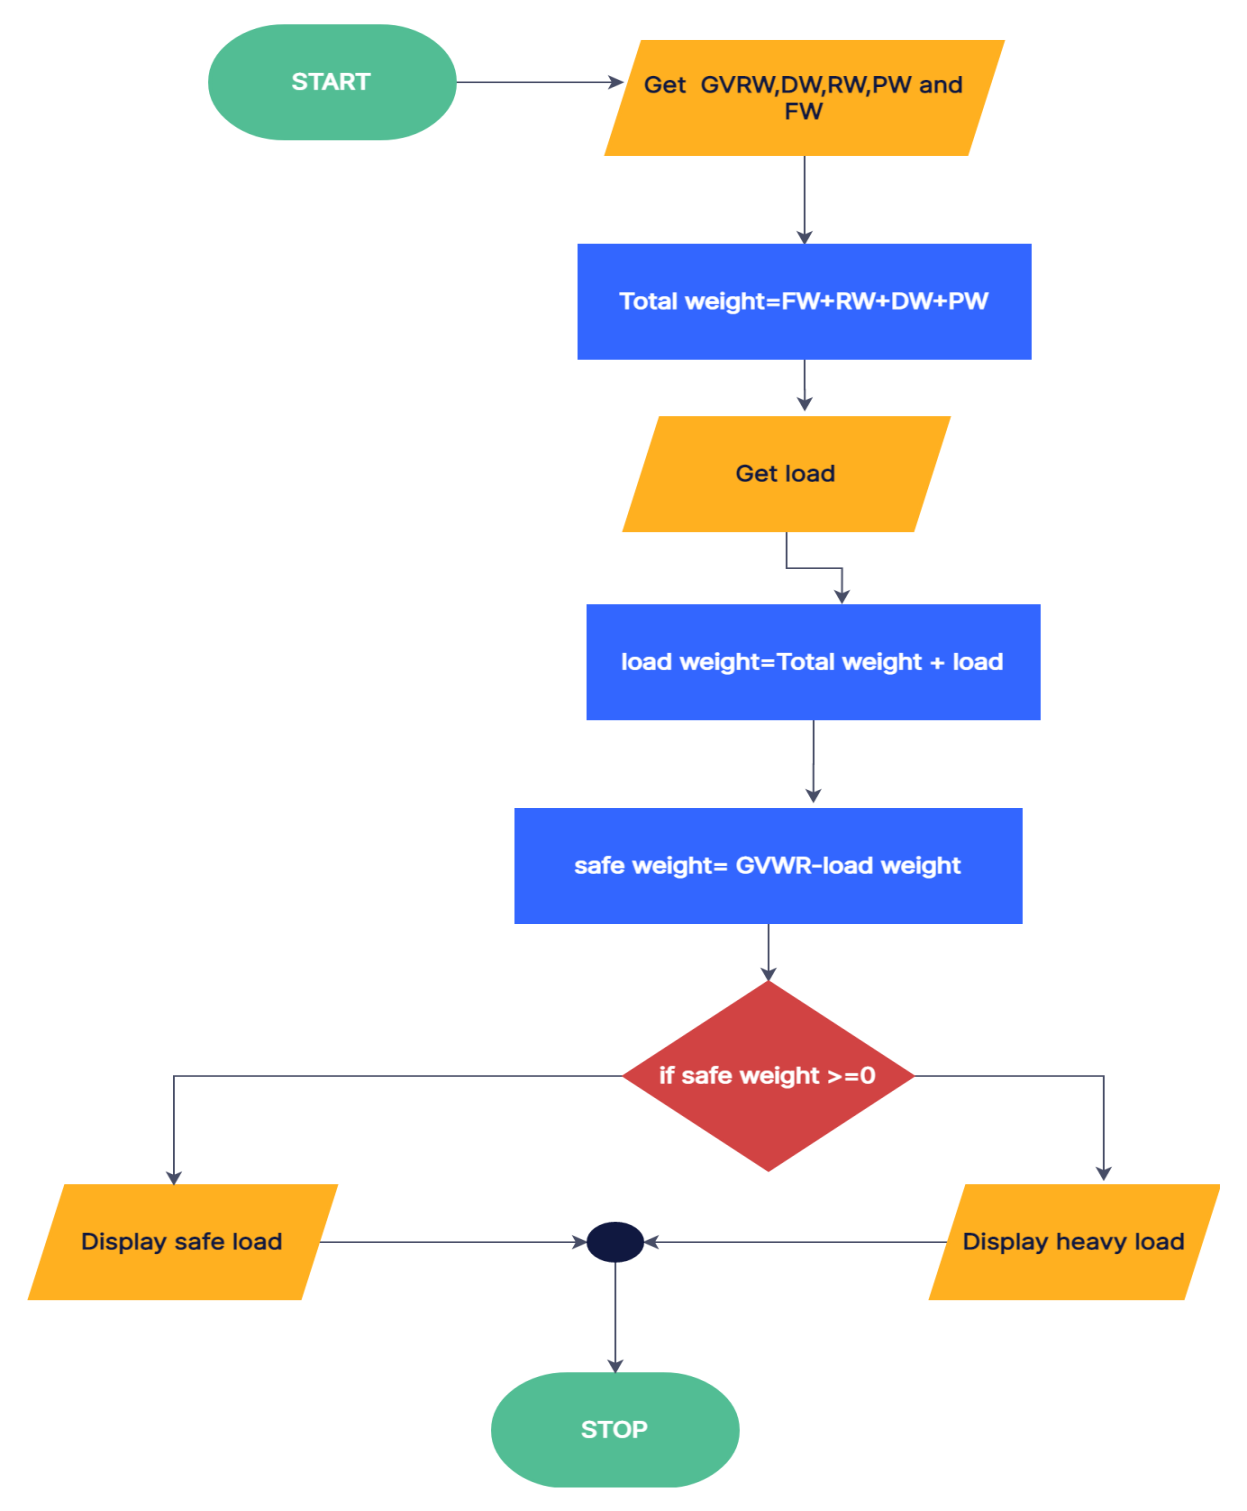 START
Get GVRW,DW,RW,PW and
FW
Total weight=FW+RW+DW+PW
Get load
load weight=Total weight + load
safe weight= GVWR-load weight
if safe weight >=0
Display safe load
Display heavy load
STOP